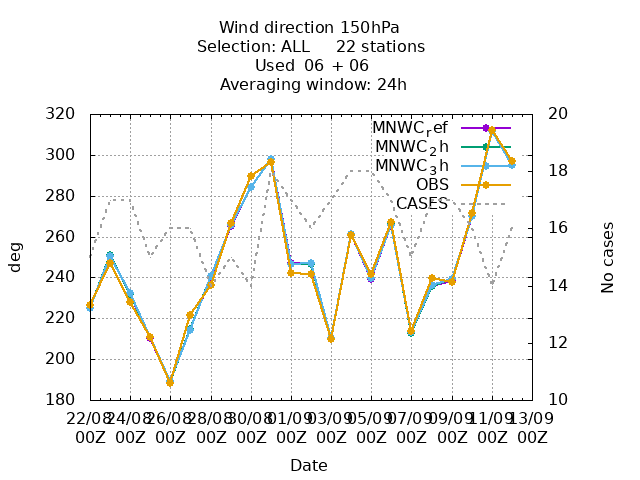 Wind direction 150hPa
Selection: ALL 22 stations
Used 06 + 06
Averaging window: 24h
320
300
280
260
240
220
200
180
deg
20
18
16
14
12
10
No cases
MNWCref
MNWC2h
MNWC3h
OBS
CASES
22/08 24/08 26/08 28/08 30/08 01/09 03/09 05/09 07/09 09/09 11/09 13/09
00Z 00Z 00Z 00Z 00Z 00Z 00Z 00Z 00Z 00Z 00Z 00Z
Date